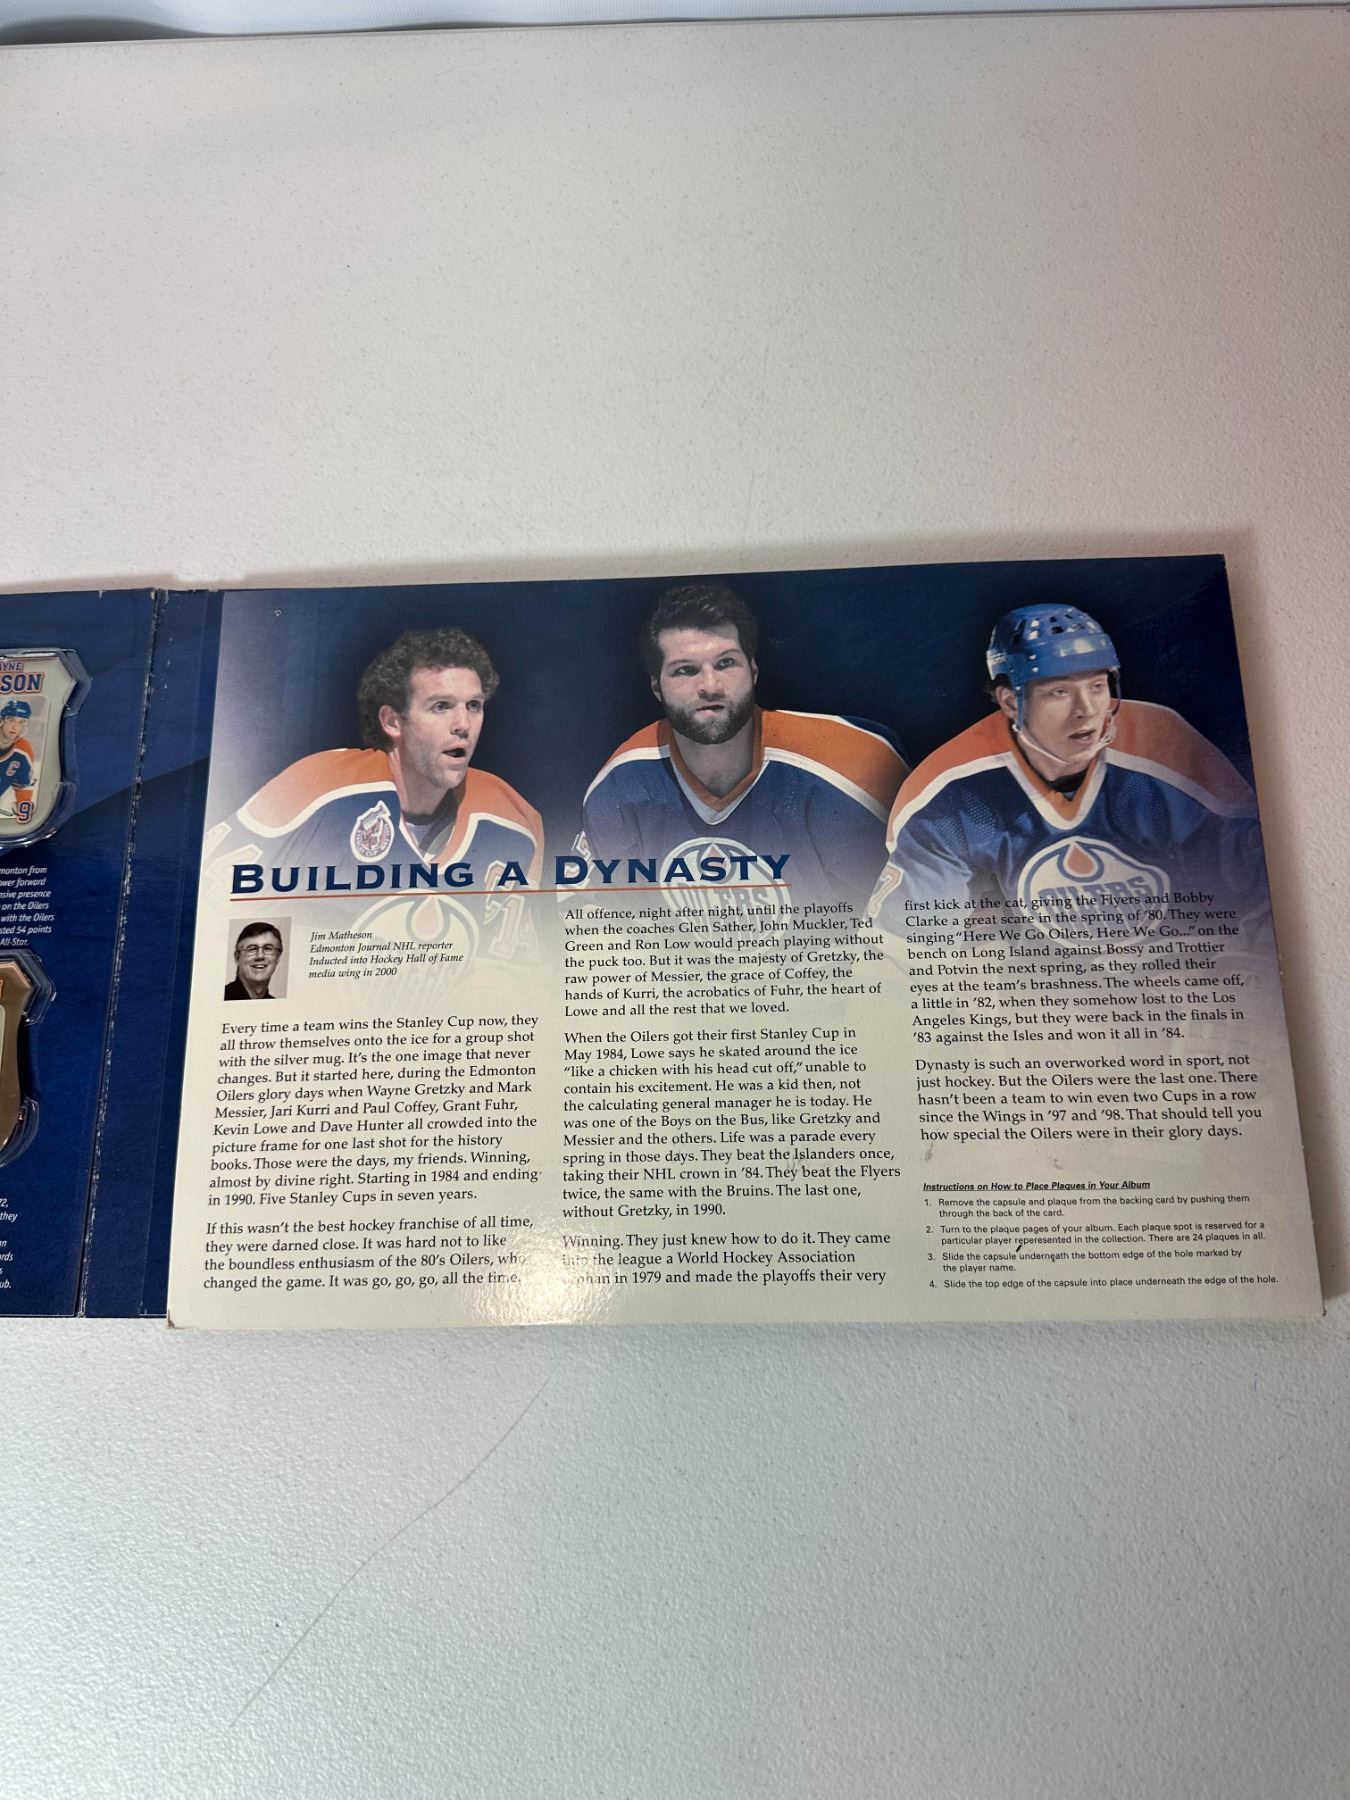 YNE
SON
9
monton from
wer forward
nsive presence
on the Oilers
with the Oilers
sted 54 points
All-Star.
72,
they
an
rds
s
ub.
BUILDING A DYNASTY
Jim Matheson
Edmonton Journal NHL reporter
Inducted into Hockey Hall of Fame
media wing in 2000
Every time a team wins the Stanley Cup now, they
all throw themselves onto the ice for a group shot
with the silver mug. It's the one image that never
changes. But it started here, during the Edmonton
Oilers glory days when Wayne Gretzky and Mark
Messier, Jari Kurri and Paul Coffey, Grant Fuhr,
Kevin Lowe and Dave Hunter all crowded into the
picture frame for one last shot for the history
books. Those were the days, my friends. Winning,
almost by divine right. Starting in 1984 and ending
in 1990. Five Stanley Cups in seven years.
If this wasn't the best hockey franchise of all time,
they were darned close. It was hard not to like
the boundless enthusiasm of the 80's Oilers, who
changed the game. It was go, go, go, all the time.
All offence, night after night, until the playoffs
when the coaches Glen Sather, John Muckler, Ted
Green and Ron Low would preach playing without
the puck too. But it was the majesty of Gretzky, the
raw power of Messier, the grace of Coffey, the
hands of Kurri, the acrobatics of Fuhr, the heart of
Lowe and all the rest that we loved.
When the Oilers got their first Stanley Cup in
May 1984, Lowe says he skated around the ice
"like a chicken with his head cut off," unable to
contain his excitement. He was a kid then, not
the calculating general manager he is today. He
was one of the Boys on the Bus, like Gretzky and
Messier and the others. Life was a parade every
spring in those days. They beat the Islanders once,
taking their NHL crown in '84. They beat the Flyers
twice, the same with the Bruins. The last one,
without Gretzky, in 1990.
Winning. They just knew how to do it. They came
into the league a World Hockey Association
orphan in 1979 and made the playoffs their very
first kick at the cat, giving the Flyers and Bobby
Clarke a great scare in the spring of '80. They were
singing "Here We Go Oilers, Here We Go..." on the
bench on Long Island against Bossy and Trottier
and Potvin the next spring, as they rolled their
eyes at the team's brashness. The wheels came off,
a little in '82, when they somehow lost to the Los
Angeles Kings, but they were back in the finals in
'83 against the Isles and won it all in '84.
Dynasty is such an overworked word in sport, not
just hockey. But the Oilers were the last one. There
hasn't been a team to win even two Cups in a row
since the Wings in '97 and '98. That should tell you
how special the Oilers were in their glory days.
Instructions on How to Place Plaques in Your Album
1. Remove the capsule and plaque from the backing card by pushing them
through the back of the card.
2. Turn to the plaque pages of your album. Each plaque spot is reserved for a
particular player reperesented in the collection. There are 24 plaques in all.
3. Slide the capsule underneath the bottom edge of the hole marked by
the player name.
4. Slide the top edge of the capsule into place underneath the edge of the hole.
OILERS
OILERS